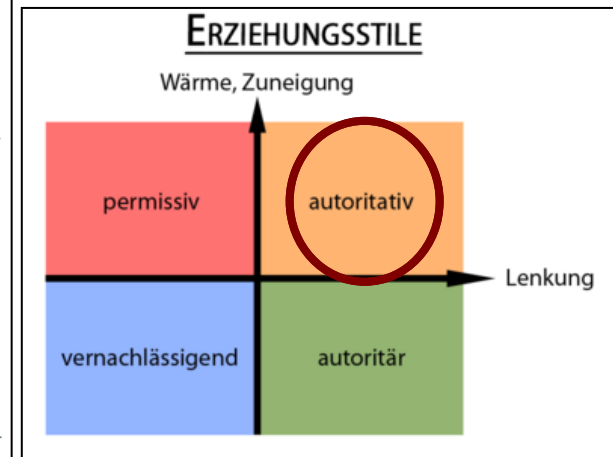 ERZIEHUNGSSTILE
Wärme, Zuneigung
permissiv autoritativ
Lenkung
vernachlässigend autoritär